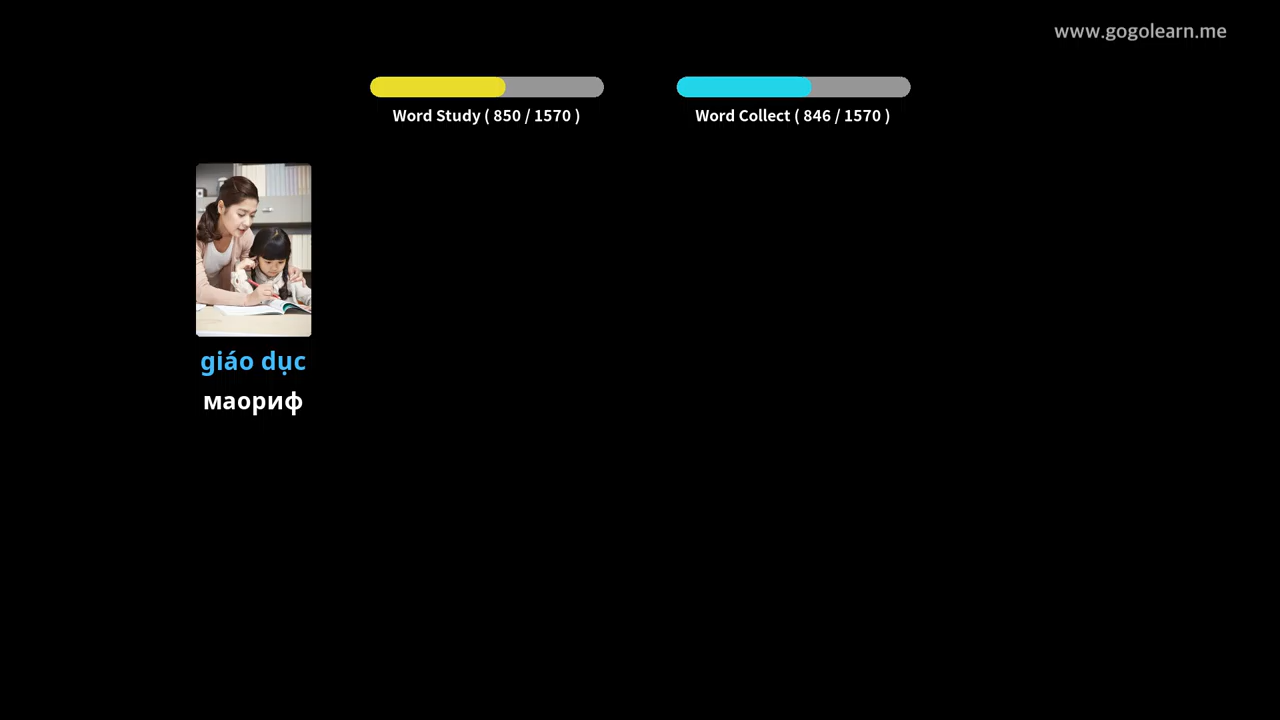 www.gogolearn.me
Word Study ( 850 / 1570 )
Word Collect ( 846 / 1570 )
giáo dục
маориф